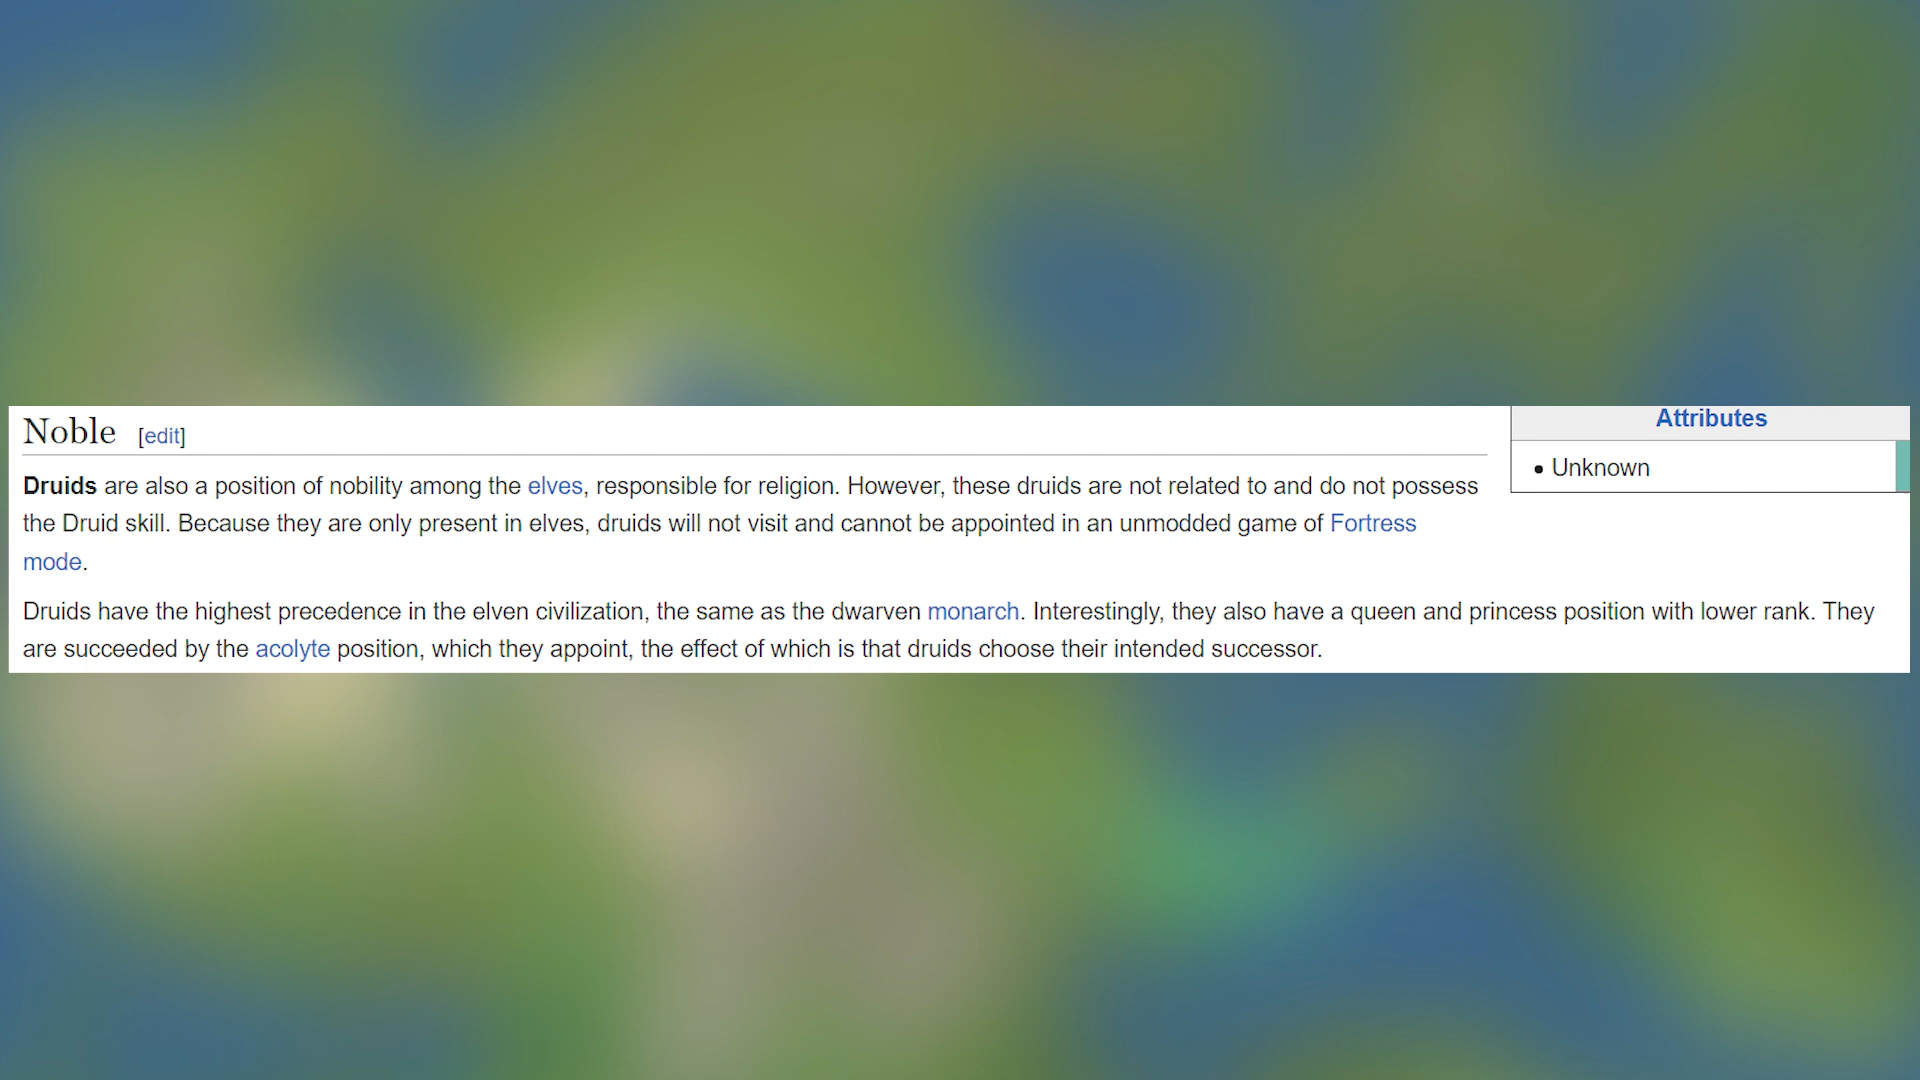 Noble [edit]
Druids are also a position of nobility among the elves, responsible for religion. However, these druids are not related to and do not possess
the Druid skill. Because they are only present in elves, druids will not visit and cannot be appointed in an unmodded game of Fortress
mode.
Druids have the highest precedence in the elven civilization, the same as the dwarven monarch. Interestingly, they also have a queen and princess position with lower rank. They
are succeeded by the acolyte position, which they appoint, the effect of which is that druids choose their intended successor.
Attributes
• Unknown